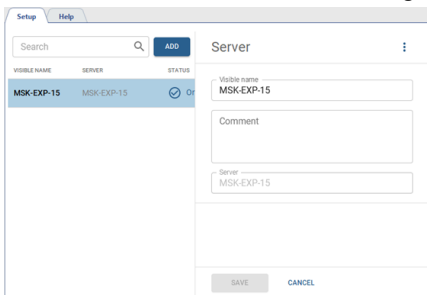 Setup Help
Search ADD
VISIBLE NAME SERVER STATUS
MSK-EXP-15 MSK-EXP-15 On
Server
Visible name
MSK-EXP-15
Comment
Server
MSK-EXP-15
SAVE CANCEL